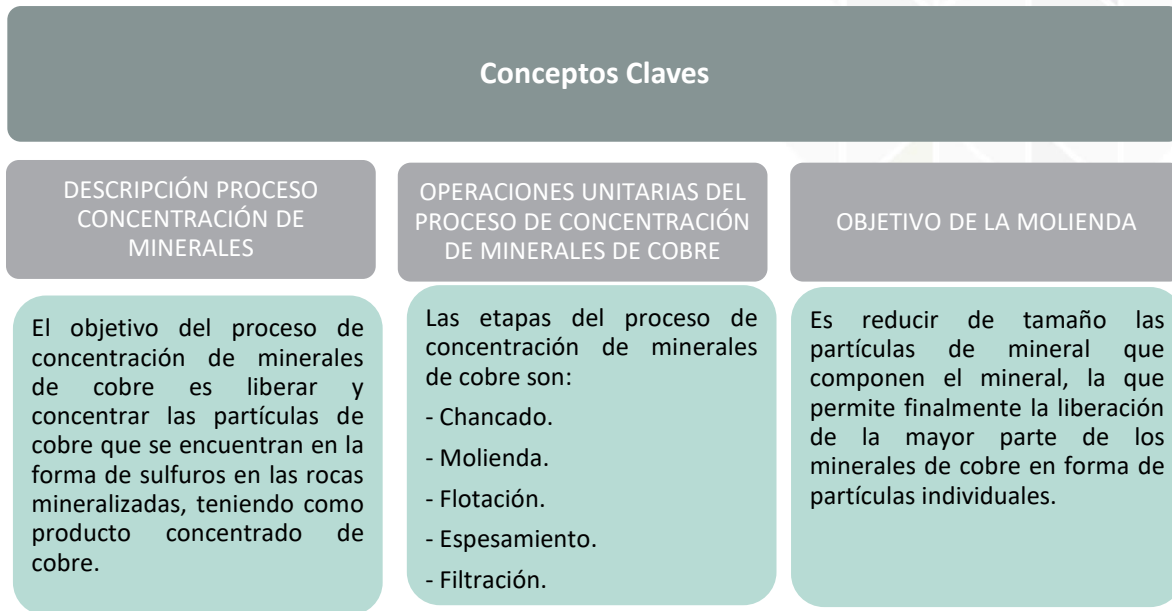 Conceptos Claves
DESCRIPCIÓN PROCESO
CONCENTRACIÓN DE
MINERALES
El objetivo del proceso de
concentración de minerales
de cobre es liberar y
concentrar las partículas de
cobre que se encuentran en la
forma de sulfuros en las rocas
mineralizadas, teniendo como
producto concentrado de
cobre.
OPERACIONES UNITARIAS DEL
PROCESO DE CONCENTRACIÓN
DE MINERALES DE COBRE
Las etapas del proceso de
concentración de minerales
de cobre son:
- Chancado.
- Molienda.
- Flotación.
- Espesamiento.
- Filtración.
OBJETIVO DE LA MOLIENDA
Es reducir de tamaño las
partículas de mineral que
componen el mineral, la que
permite finalmente la liberación
de la mayor parte de los
minerales de cobre en forma de
partículas individuales.